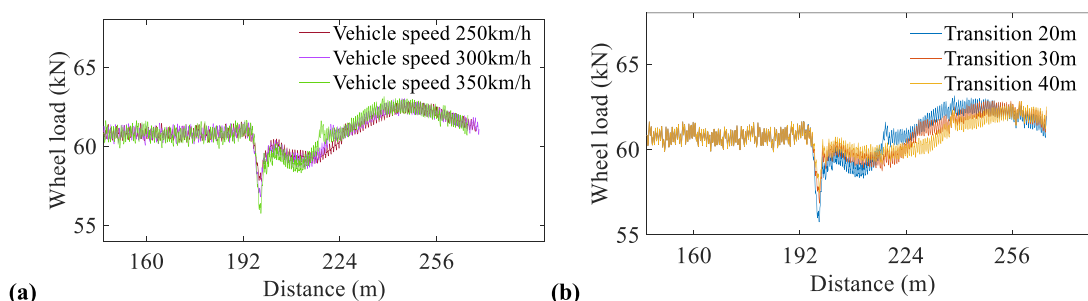 Wheel load (kN)
65
60
55
Vehicle speed 250km/h
Vehicle speed 300km/h
Vehicle speed 350km/h
160
192
224
256
Distance (m)
(a)
Wheel load (kN)
65
60
55
Transition 20m
Transition 30m
Transition 40m
160
192
224
256
Distance (m)
(b)